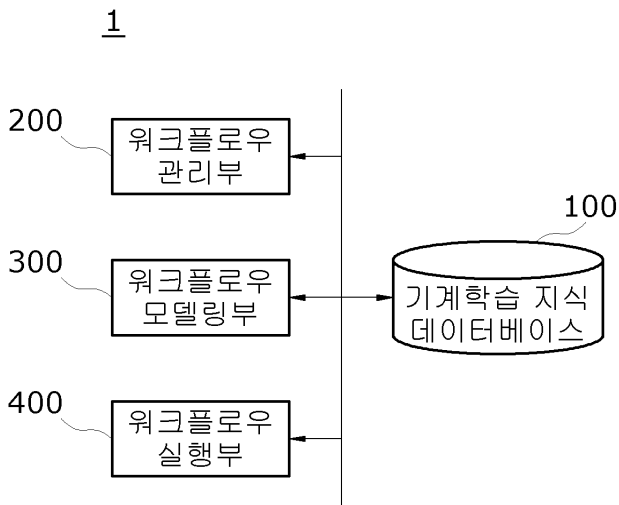 1
200
워크플로우
관리부
100
300
워크플로우
모델링부
기계학습 지식
데이터베이스
400
워크플로우
실행부